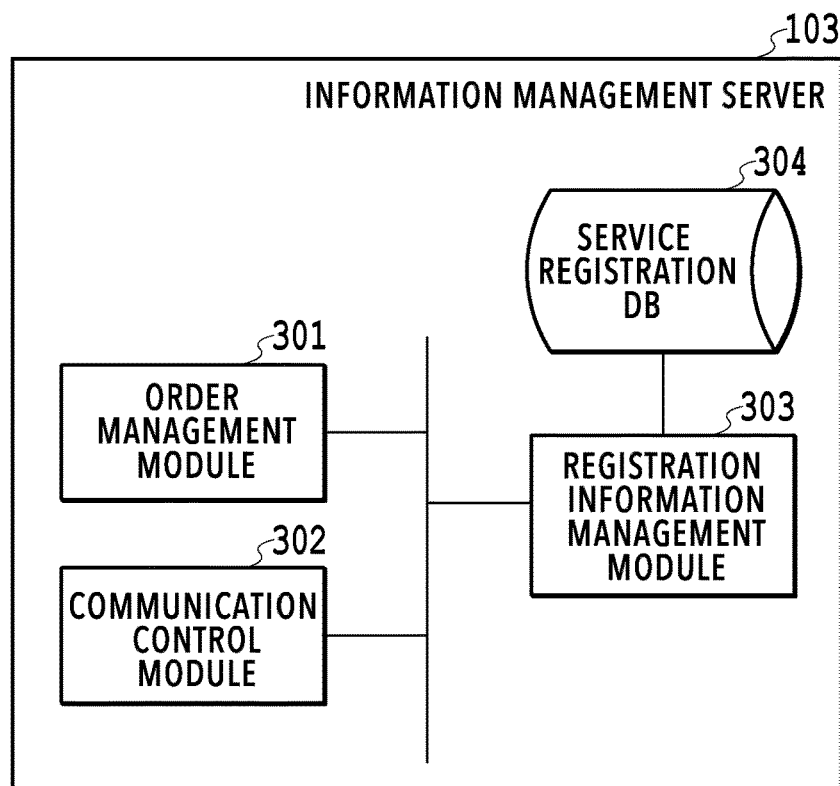 103
INFORMATION MANAGEMENT SERVER
304
SERVICE
REGISTRATION
DB
301
ORDER
MANAGEMENT
MODULE
303
REGISTRATION
INFORMATION
MANAGEMENT
MODULE
302
COMMUNICATION
CONTROL
MODULE